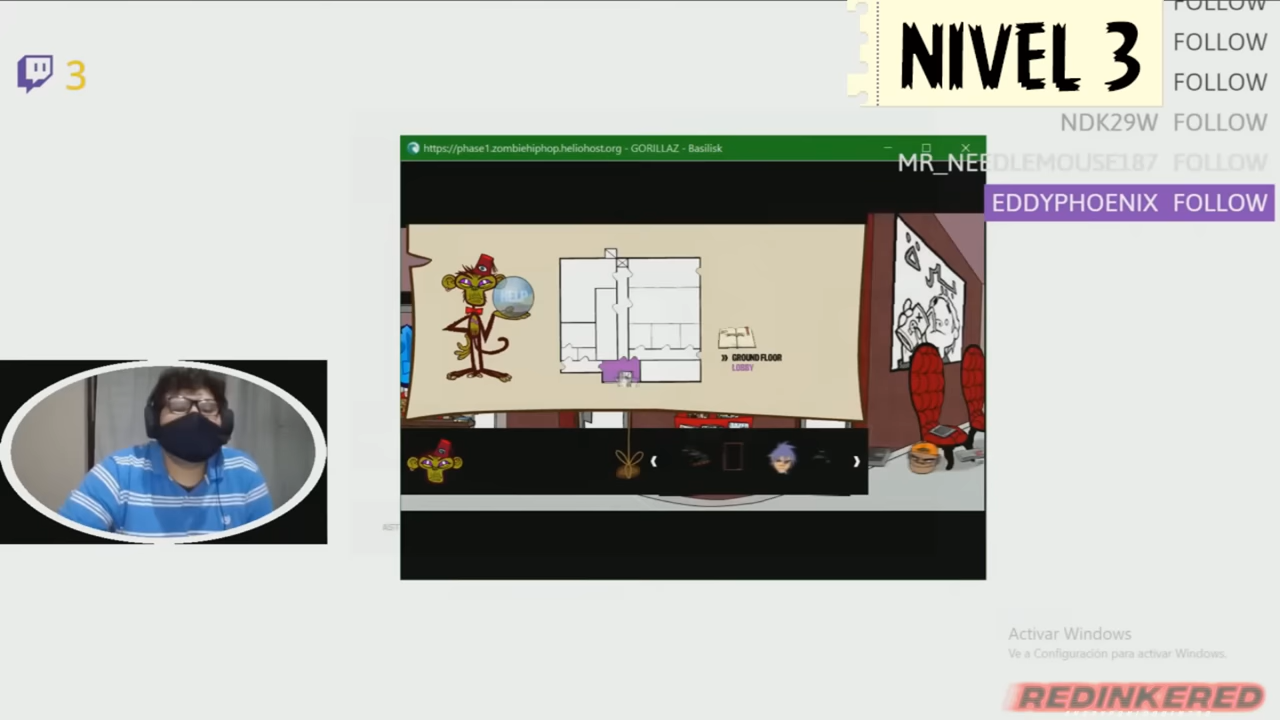 FOLLOW
NIVEL 3
FOLLOW
3
FOLLOW
NDK29W FOLLOW
https://phase1.zombiehiphop.heliohost.org - GORILLAZ - Basilisk
MR_NEEDLEMOUSE187 FOLLOW
EDDYPHOENIX FOLLOW
HELP
GROUND FLOOR
LOBBY
Activar Windows
Ve a Configuración para activar Windows.
REDINKERED